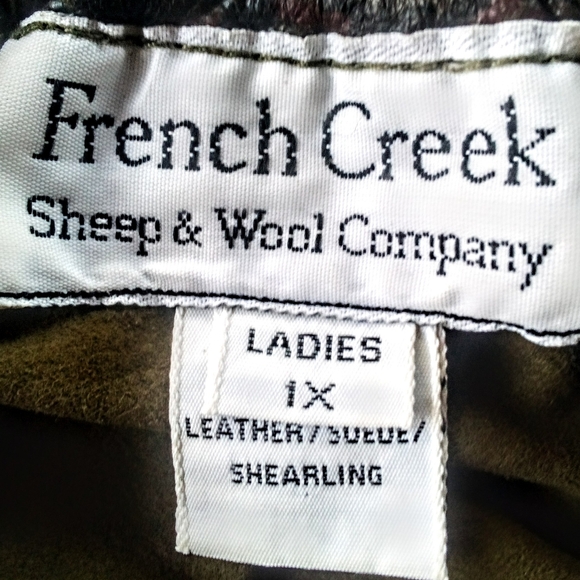 French Creek
Sheep & Wool Company
LADIES
1X
LEATHER/SUEDE/
SHEARLING